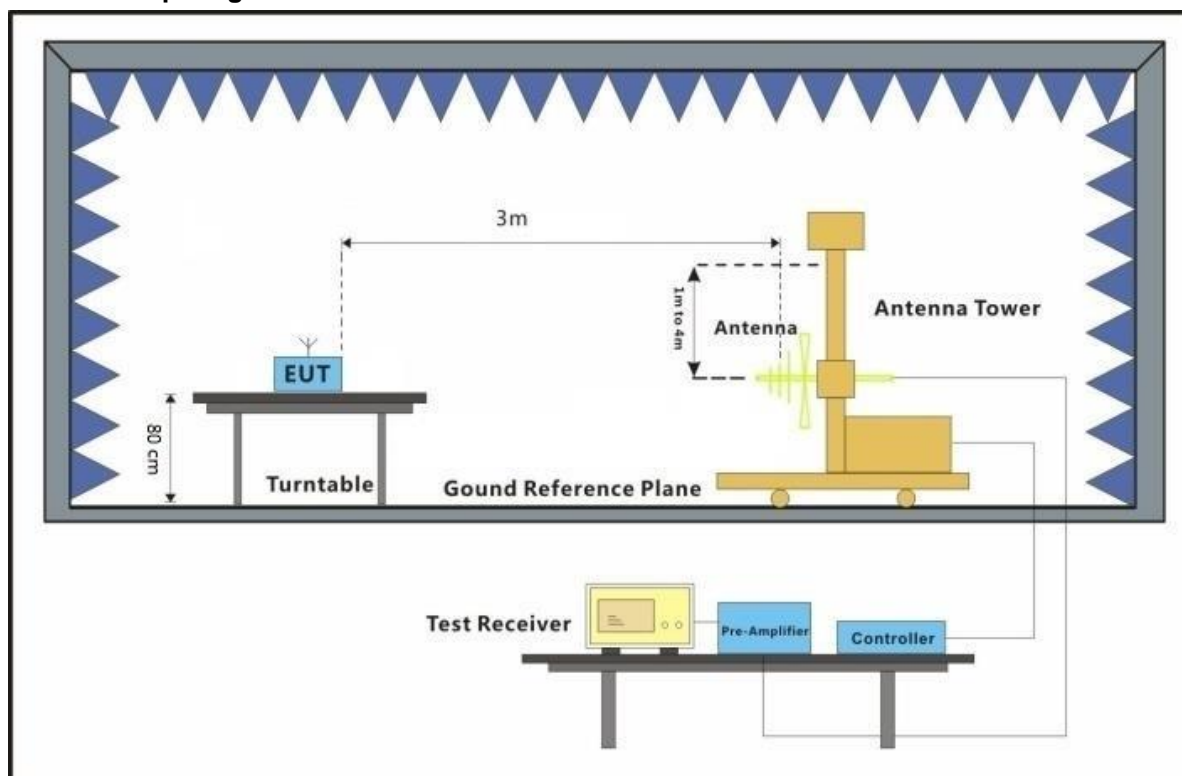 3m
1m to 4m
Antenna
Antenna Tower
EUT
80 cm
Turntable
Gound Reference Plane
Test Receiver
Pre-Amplifier
Controller